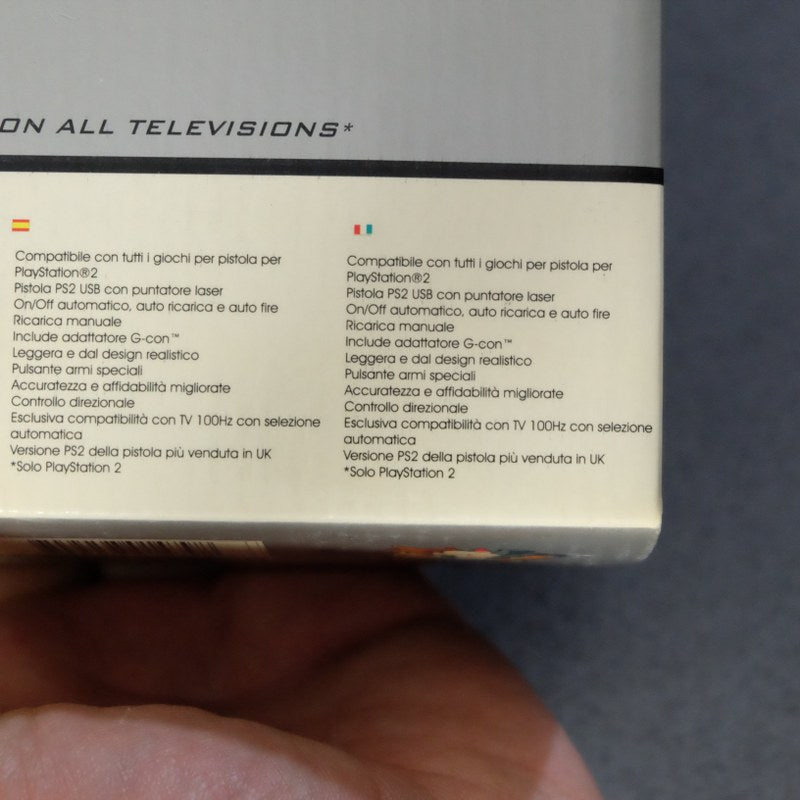 ON ALL TELEVISIONS*
Compatibile con tutti i giochi per pistola per
PlayStation®2
Pistola PS2 USB con puntatore laser
On/Off automatico, auto ricarica e auto fire
Ricarica manuale
Include adattatore G-con™
Leggera e dal design realistico
Pulsante armi speciali
Accuratezza e affidabilità migliorate
Controllo direzionale
Esclusiva compatibilità con TV 100Hz con selezione
automatica
Versione PS2 della pistola più venduta in UK
*Solo PlayStation 2
Compatibile con tutti i giochi per pistola per
PlayStation®2
Pistola PS2 USB con puntatore laser
On/Off automatico, auto ricarica e auto fire
Ricarica manuale
Include adattatore G-con™
Leggera e dal design realistico
Pulsante armi speciali
Accuratezza e affidabilità migliorate
Controllo direzionale
Esclusiva compatibilità con TV 100Hz con selezione
automatica
Versione PS2 della pistola più venduta in UK
*Solo PlayStation 2